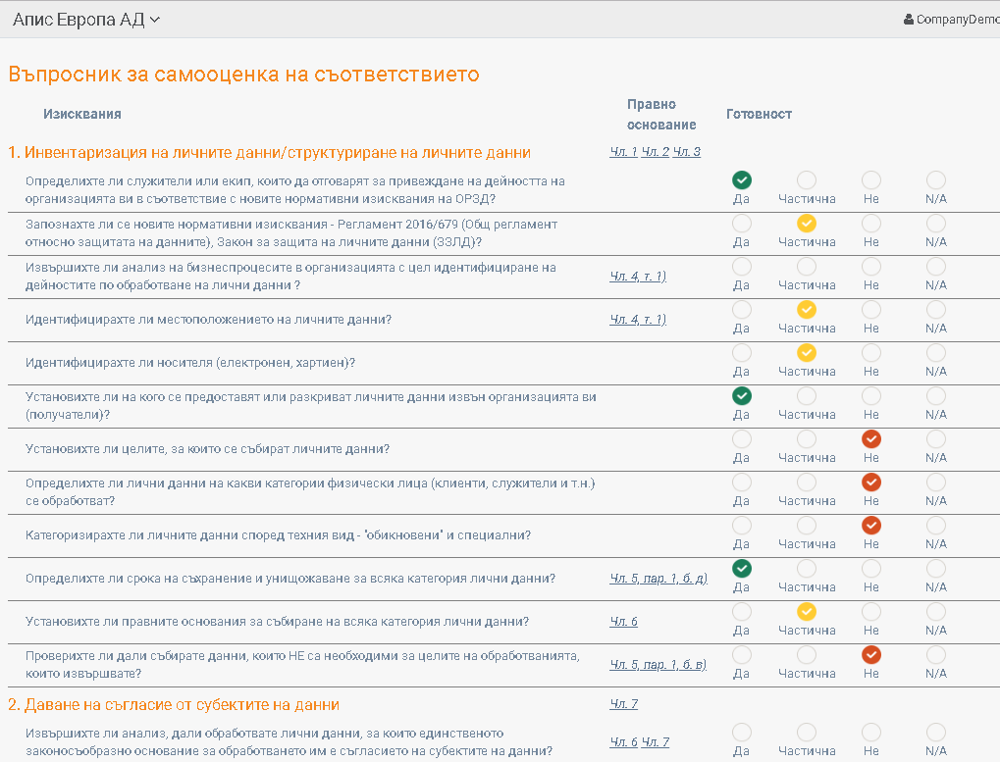 Апис Европа АД
CompanyDemo
Въпросник за самооценка на съответствието
Изисквания
Правно
основание
Готовност
1. Инвентаризация на личните данни/структуриране на личните данни
Чл. 1 Чл. 2 Чл. 3
Определихте ли служители или екип, които да отговарят за привеждане на дейността на
организацията ви в съответствие с новите нормативни изисквания на ОРЗД?
Да Частична Не N/A
Запознахте ли се новите нормативни изисквания - Регламент 2016/679 (Общ регламент
относно защитата на данните), Закон за защита на личните данни (ЗЗЛД)?
Да Частична Не N/A
Извършихте ли анализ на бизнеспроцесите в организацията с цел идентифициране на
дейностите по обработване на лични данни ?
Чл. 4, т. 1)
Да Частична Не N/A
Идентифицирахте ли местоположението на личните данни?
Чл. 4, т. 1)
Да Частична Не N/A
Идентифицирахте ли носителя (електронен, хартиен)?
Да Частична Не N/A
Установихте ли на кого се предоставят или разкриват личните данни извън организацията ви
(получатели)?
Да Частична Не N/A
Установихте ли целите, за които се събират личните данни?
Да Частична Не N/A
Определихте ли лични данни на какви категории физически лица (клиенти, служители и т.н.)
се обработват?
Да Частична Не N/A
Категоризирахте ли личните данни според техния вид - "обикновени" и специални?
Да Частична Не N/A
Определихте ли срока на съхранение и унищожаване за всяка категория лични данни?
Чл. 5, пар. 1, б. д)
Да Частична Не N/A
Установихте ли правните основания за събиране на всяка категория лични данни?
Чл. 6
Да Частична Не N/A
Проверихте ли дали събирате данни, които НЕ са необходими за целите на обработванията,
които извършвате?
Чл. 5, пар. 1, б. в)
Да Частична Не N/A
2. Даване на съгласие от субектите на данни
Чл. 7
Извършихте ли анализ, дали обработвате лични данни, за които единственото
законосъобразно основание за обработването им е съгласието на субектите на данни?
Чл. 6 Чл. 7
Да Частична Не N/A